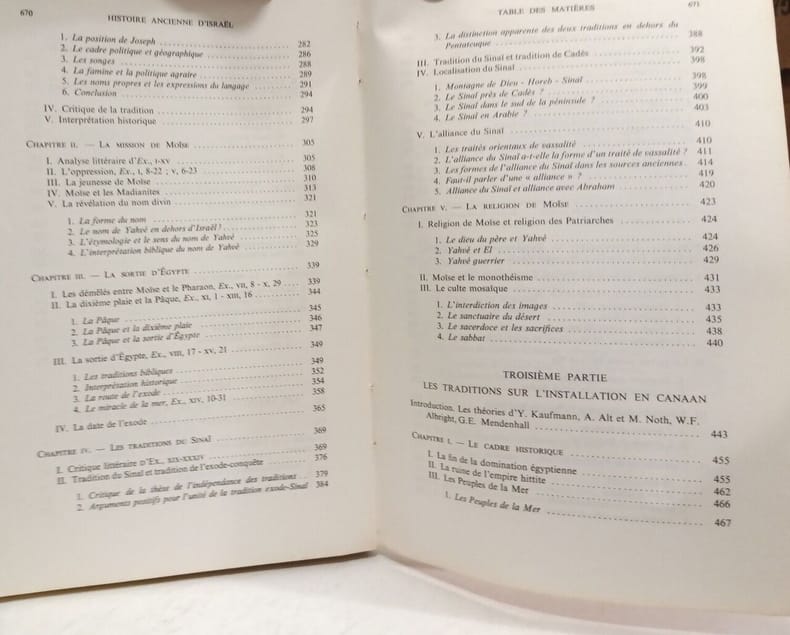 670
HISTOIRE ANCIENNE D'ISRAËL
1. La position de Joseph 282
2. Le cadre politique et géographique 286
3. Les songes 288
4. La famine et la politique agraire 289
5. Les noms propres et les expressions du langage 291
6. Conclusion 294
IV. Critique de la tradition 294
V. Interprétation historique 297
CHAPITRE II. — LA MISSION DE MOÏSE 305
I. Analyse littéraire d'Ex., I-XV 305
II. L'oppression, Ex., I, 8-22 ; V, 6-23 308
III. La jeunesse de Moïse 310
IV. Moïse et les Madianites 313
V. La révélation du nom divin 321
1. La forme du nom 321
2. Le nom de Yahvé en dehors d'Israël ? 323
3. L'étymologie et le sens du nom de Yahvé 325
4. L'interprétation biblique du nom de Yahvé 329
CHAPITRE III. — LA SORTIE D'ÉGYPTE 339
I. Les démêlés entre Moïse et le Pharaon, Ex., VII, 8 - X, 29 339
II. La dixième plaie et la Pâque, Ex., XI, 1 - XIII, 16 344
1. La Pâque 345
2. La Pâque et la dixième plaie 346
3. La Pâque et la sortie d'Égypte 347
III. La sortie d'Égypte, Ex., VIII, 17 - XV, 21 349
1. Les traditions bibliques 349
2. Interprétation historique 352
3. La route de l'exode 354
4. Le miracle de la mer, Ex., XIV, 10-31 358
IV. La date de l'exode 365
CHAPITRE IV. — LES TRADITIONS DU SINAÏ 369
I. Critique littéraire d'Ex., XIX-XXXIV 369
II. Tradition du Sinaï et tradition de l'exode-conquête 376
1. Critique de la thèse de l'indépendance des traditions 379
2. Arguments positifs pour l'unité de la tradition exode-Sinaï 384
TABLE DES MATIÈRES
671
3. La distinction apparente des deux traditions en dehors du
Pentateuque 388
III. Tradition du Sinaï et tradition de Cadès 392
IV. Localisation du Sinaï 398
1. Montagne de Dieu - Horeb - Sinaï 398
2. Le Sinaï près de Cadès ? 399
3. Le Sinaï dans le sud de la péninsule ? 400
4. Le Sinaï en Arabie ? 403
V. L'alliance du Sinaï 410
1. Les traités orientaux de vassalité 410
2. L'alliance du Sinaï a-t-elle la forme d'un traité de vassalité ? 411
3. Les formes de l'alliance du Sinaï dans les sources anciennes 414
4. Faut-il parler d'une « alliance » ? 419
5. Alliance du Sinaï et alliance avec Abraham 420
CHAPITRE V. — LA RELIGION DE MOÏSE 423
I. Religion de Moïse et religion des Patriarches 424
1. Le dieu du père et Yahvé 424
2. Yahvé et El 426
3. Yahvé guerrier 429
II. Moïse et le monothéisme 431
III. Le culte mosaïque 433
1. L'interdiction des images 433
2. Le sanctuaire du désert 435
3. Le sacerdoce et les sacrifices 438
4. Le sabbat 440
TROISIÈME PARTIE
LES TRADITIONS SUR L'INSTALLATION EN CANAAN
Introduction. Les théories d'Y. Kaufmann, A. Alt et M. Noth, W.F.
Albright, G.E. Mendenhall 443
CHAPITRE I. — LE CADRE HISTORIQUE 455
I. La fin de la domination égyptienne 455
II. La ruine de l'empire hittite 462
III. Les Peuples de la Mer 466
1. Les Peuples de la Mer 467